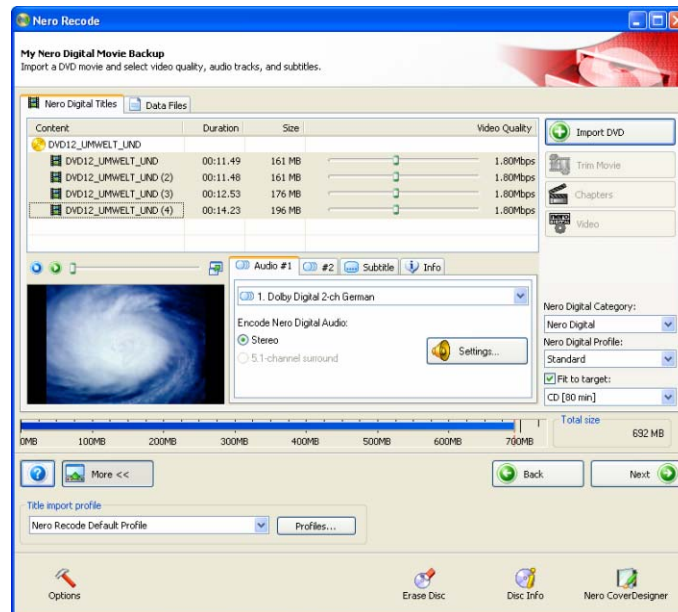 Nero Recode
My Nero Digital Movie Backup
Import a DVD movie and select video quality, audio tracks, and subtitles.
Nero Digital Titles Data Files
Content Duration Size Video Quality
DVD12_UMWELT_UND
DVD12_UMWELT_UND 00:11.49 161 MB 1.80Mbps
DVD12_UMWELT_UND (2) 00:11.48 161 MB 1.80Mbps
DVD12_UMWELT_UND (3) 00:12.53 176 MB 1.80Mbps
DVD12_UMWELT_UND (4) 00:14.23 196 MB 1.80Mbps
Import DVD
Trim Movie
Chapters
Video
Audio #1 #2 Subtitle Info
1. Dolby Digital 2-ch German
Encode Nero Digital Audio:
Stereo
5.1-channel surround
Settings...
Nero Digital Category:
Nero Digital
Nero Digital Profile:
Standard
Fit to target:
CD [80 min]
Total size
692 MB
0MB 100MB 200MB 300MB 400MB 500MB 600MB 700MB
More <<
Back
Next
Title import profile
Nero Recode Default Profile
Profiles...
Options
Erase Disc
Disc Info
Nero CoverDesigner